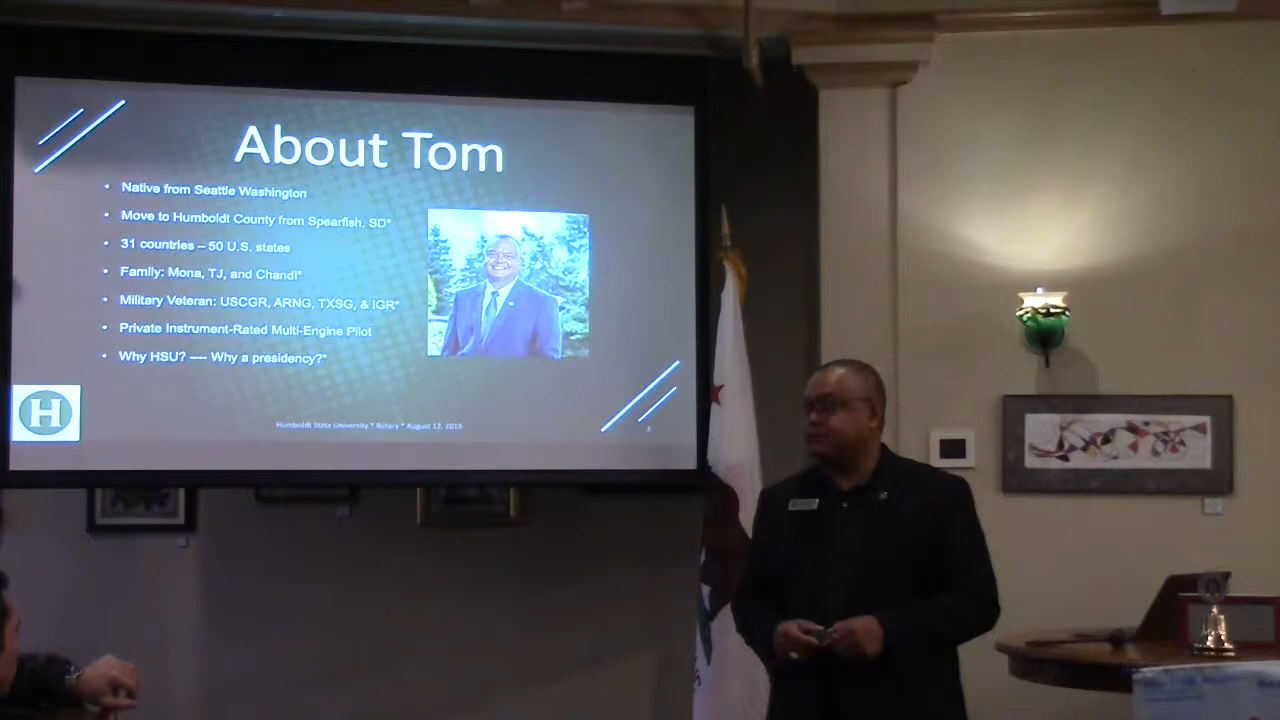 About Tom
• Native from Seattle Washington
• Move to Humboldt County from Spearfish, SD*
• 31 countries – 50 U.S. states
• Family: Mona, TJ, and Chandi*
• Military Veteran: USCGR, ARNG, TXSG, & IGR*
• Private Instrument-Rated Multi-Engine Pilot
• Why HSU? ---- Why a presidency?*
H
Humboldt State University * Rotary * August 12, 2019
3